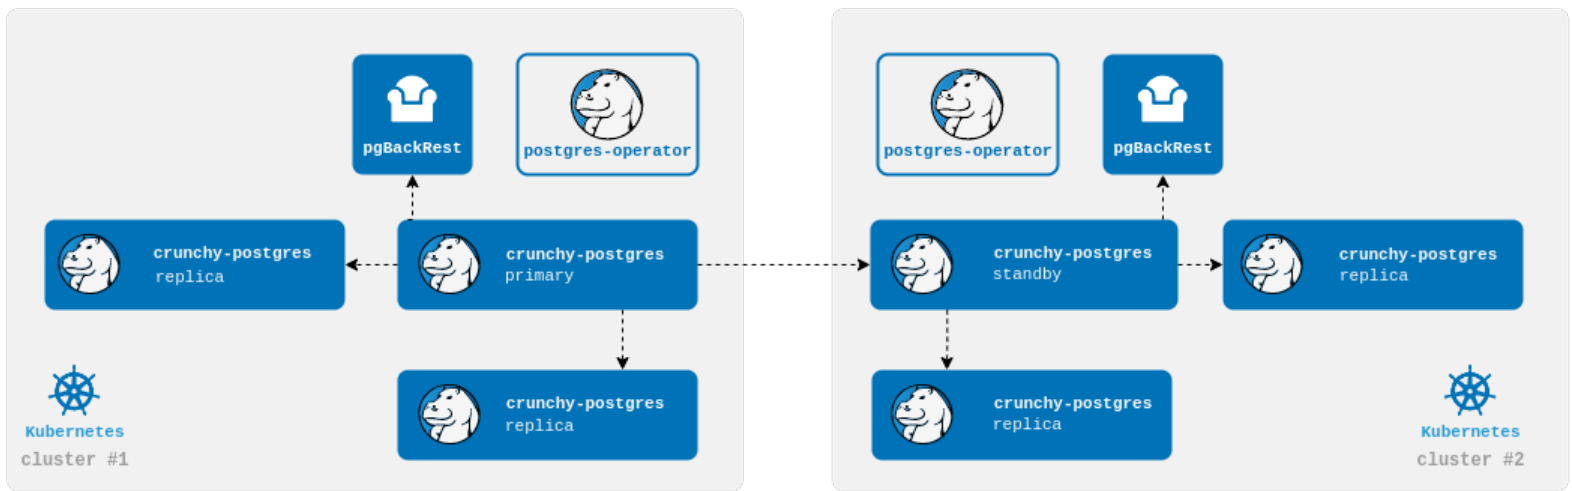 pgBackRest
postgres-operator
crunchy-postgres
replica
crunchy-postgres
primary
crunchy-postgres
replica
Kubernetes
cluster #1
postgres-operator
pgBackRest
crunchy-postgres
standby
crunchy-postgres
replica
crunchy-postgres
replica
Kubernetes
cluster #2